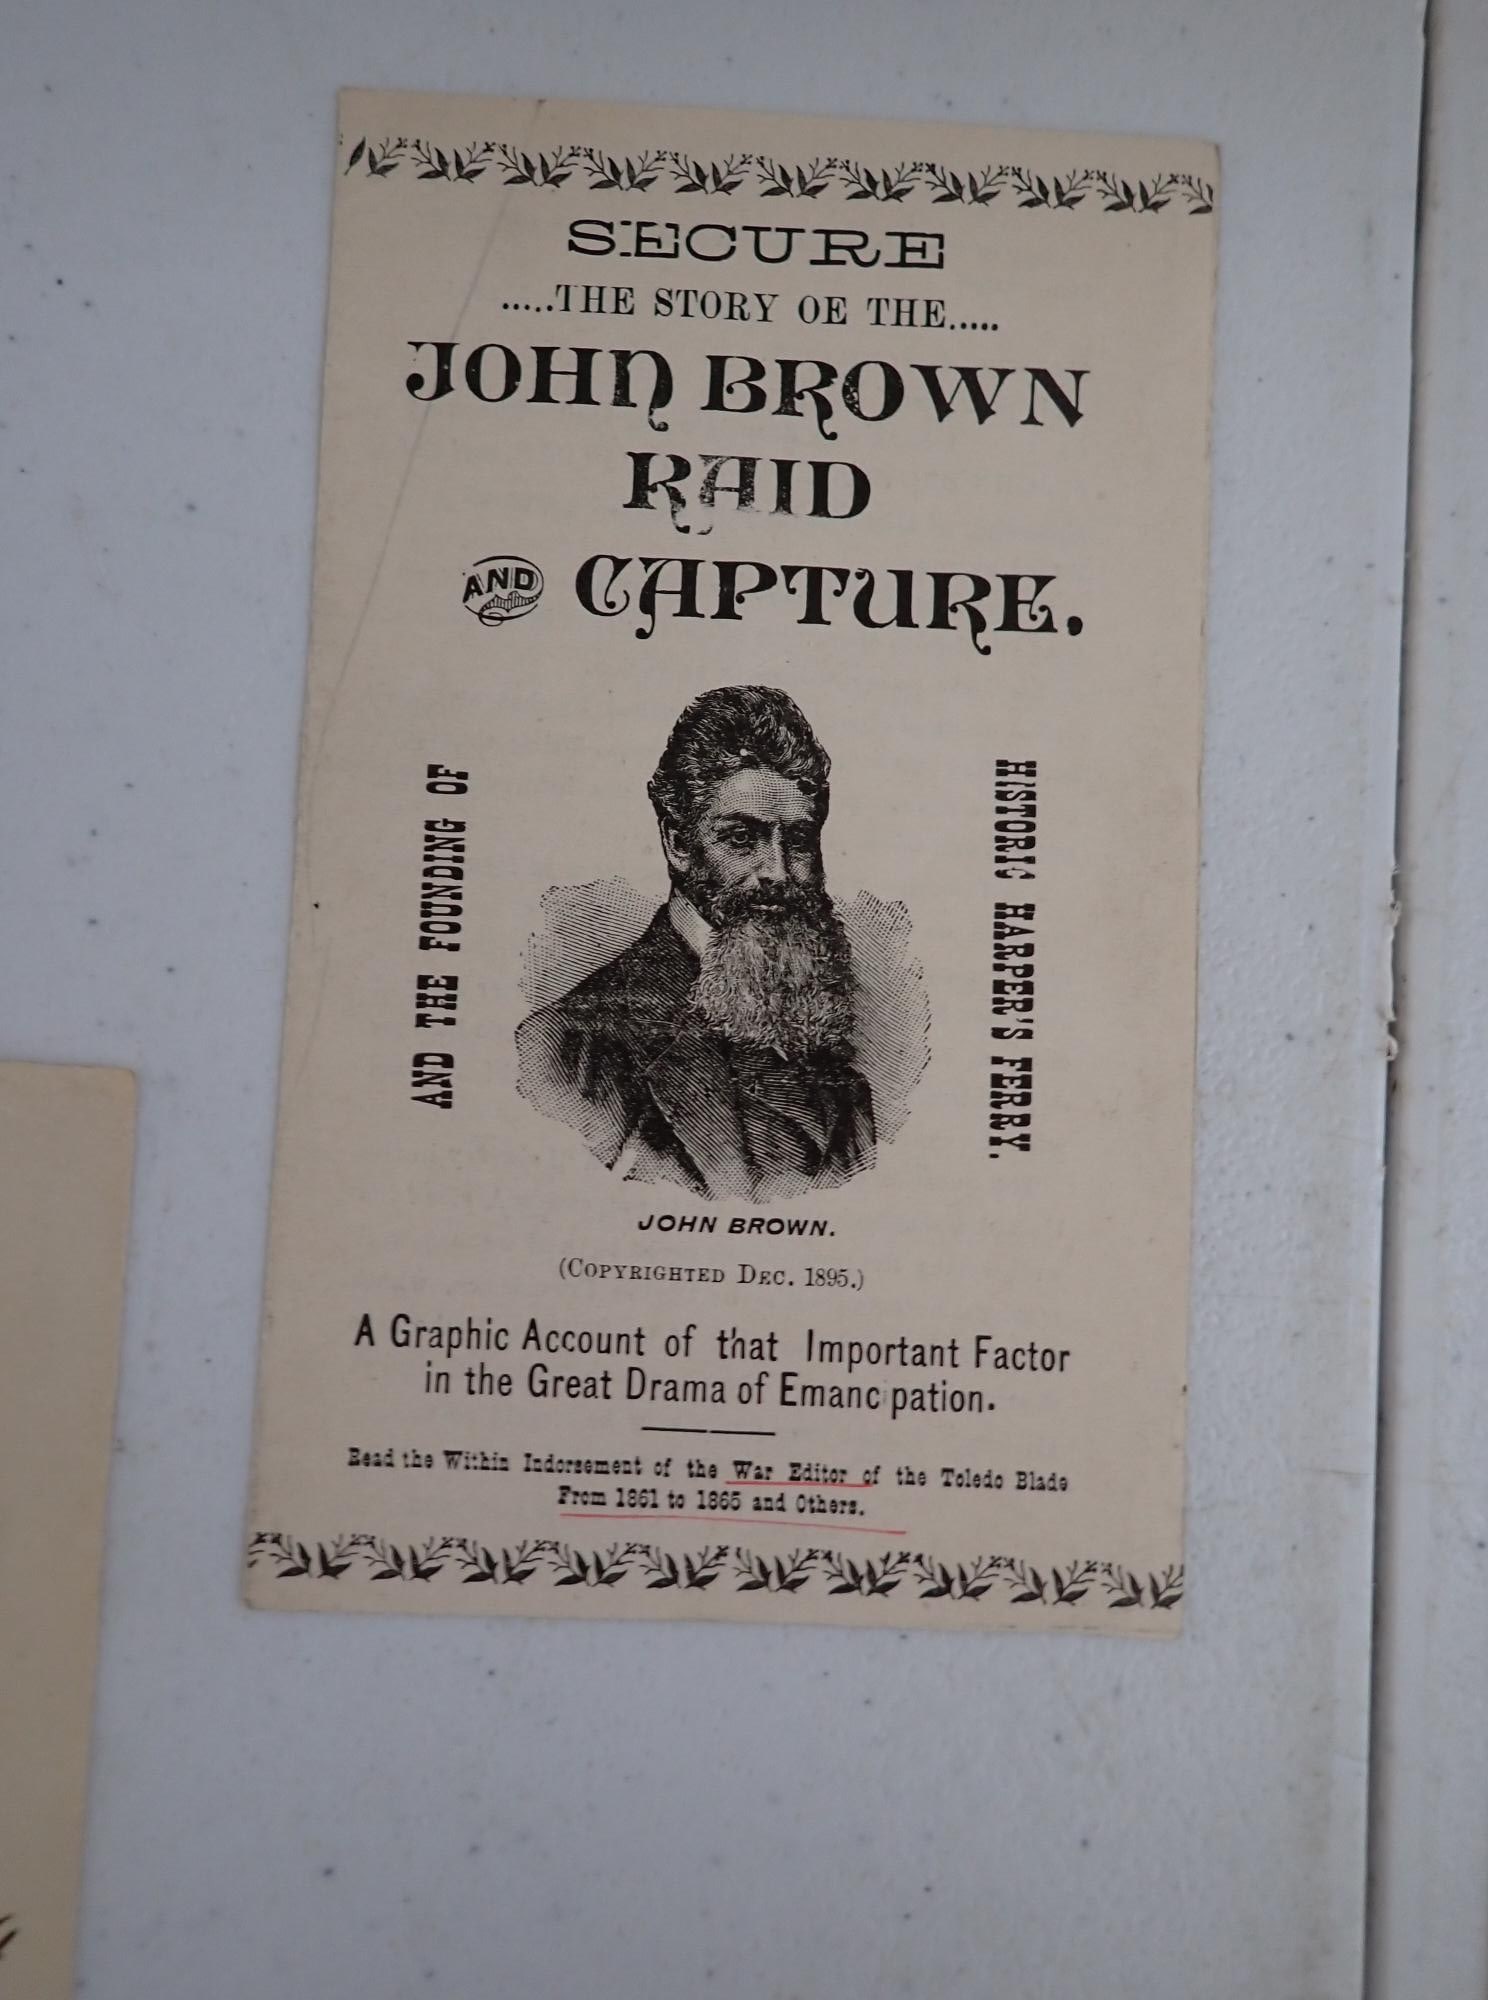 SECURE
.....THE STORY OE THE.....
JOHN BROWN
RAID
AND CAPTURE.
AND THE FOUNDING OF
HISTORIC HARPER'S FERRY.
JOHN BROWN.
(COPYRIGHTED DEC. 1895.)
A Graphic Account of that Important Factor
in the Great Drama of Emanc pation.
Read the Within Indorsement of the War Editor of the Toledo Blade
From 1861 to 1865 and Others.